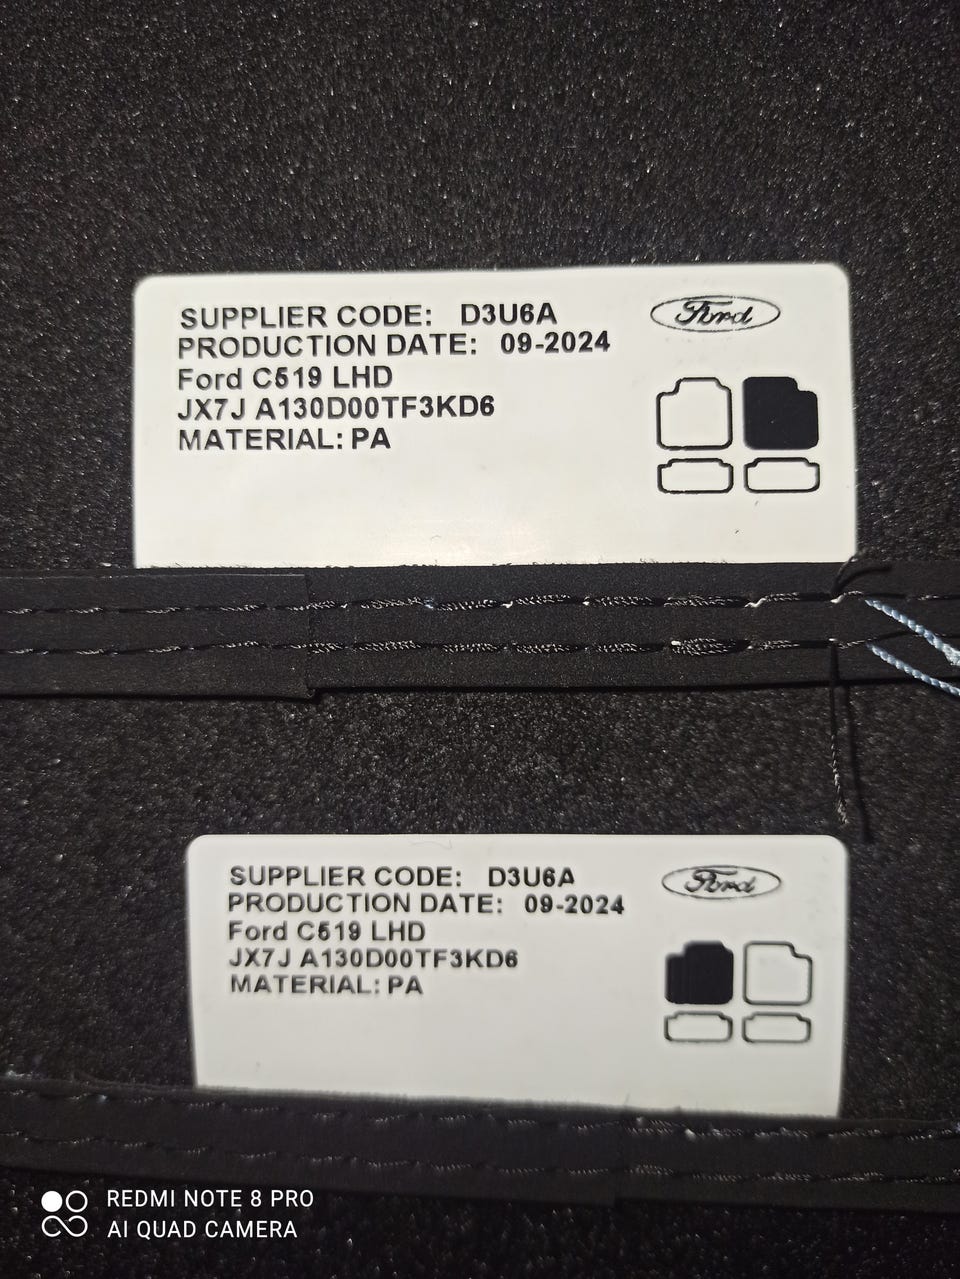 SUPPLIER CODE: D3U6A
Ford
PRODUCTION DATE: 09-2024
Ford C519 LHD
JX7J A130D00TF3KD6
MATERIAL: PA
SUPPLIER CODE: D3U6A
Ford
PRODUCTION DATE: 09-2024
Ford C519 LHD
JX7J A130D00TF3KD6
MATERIAL: PA
REDMI NOTE 8 PRO
AI QUAD CAMERA